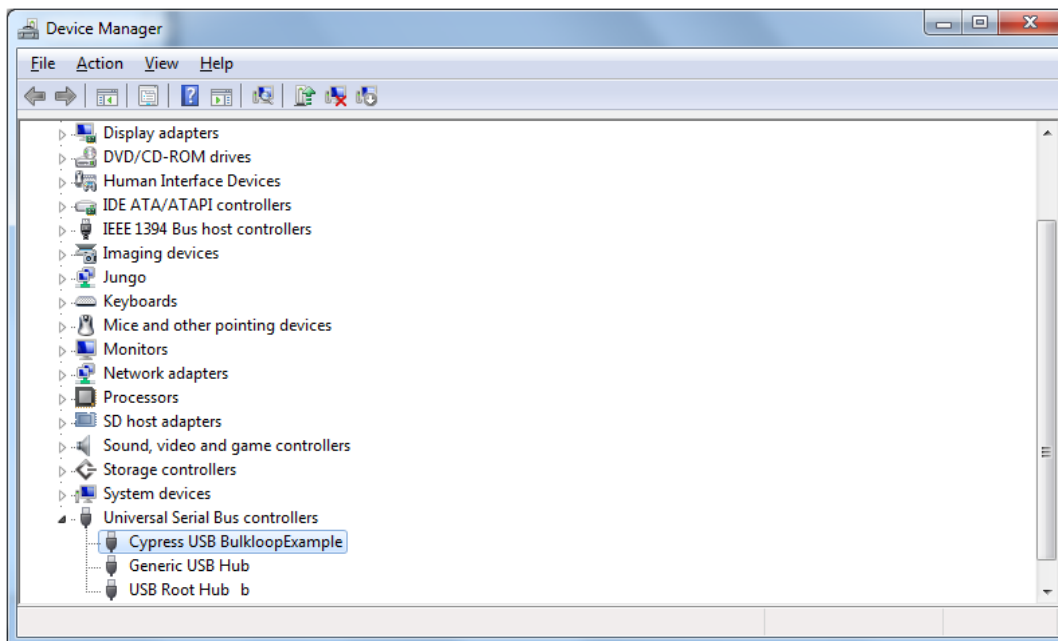 Device Manager
File Action View Help
Display adapters
DVD/CD-ROM drives
Human Interface Devices
IDE ATA/ATAPI controllers
IEEE 1394 Bus host controllers
Imaging devices
Jungo
Keyboards
Mice and other pointing devices
Monitors
Network adapters
Processors
SD host adapters
Sound, video and game controllers
Storage controllers
System devices
Universal Serial Bus controllers
Cypress USB BulkloopExample
Generic USB Hub
USB Root Hub b